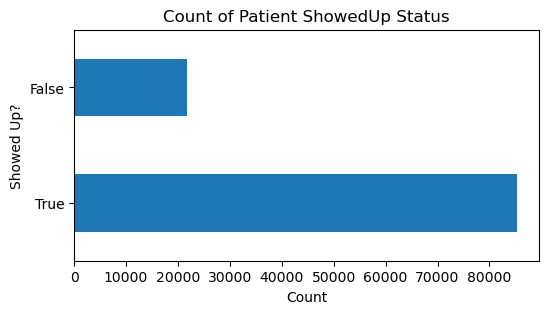 Count of Patient ShowedUp Status
Showed Up?
False
True
0 10000 20000 30000 40000 50000 60000 70000 80000
Count